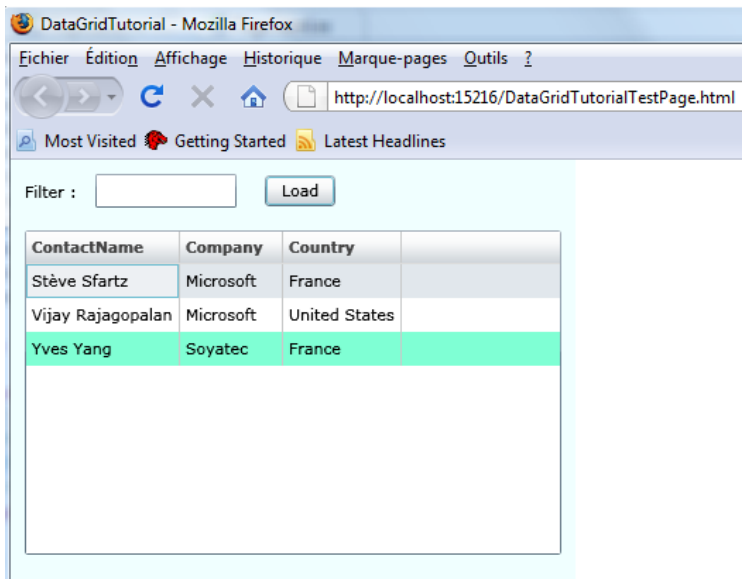 DataGridTutorial - Mozilla Firefox
Fichier Édition Affichage Historique Marque-pages Outils ?
http://localhost:15216/DataGridTutorialTestPage.html
Most Visited Getting Started Latest Headlines
Filter : Load
ContactName Company Country
Stève Sfartz Microsoft France
Vijay Rajagopalan Microsoft United States
Yves Yang Soyatec France